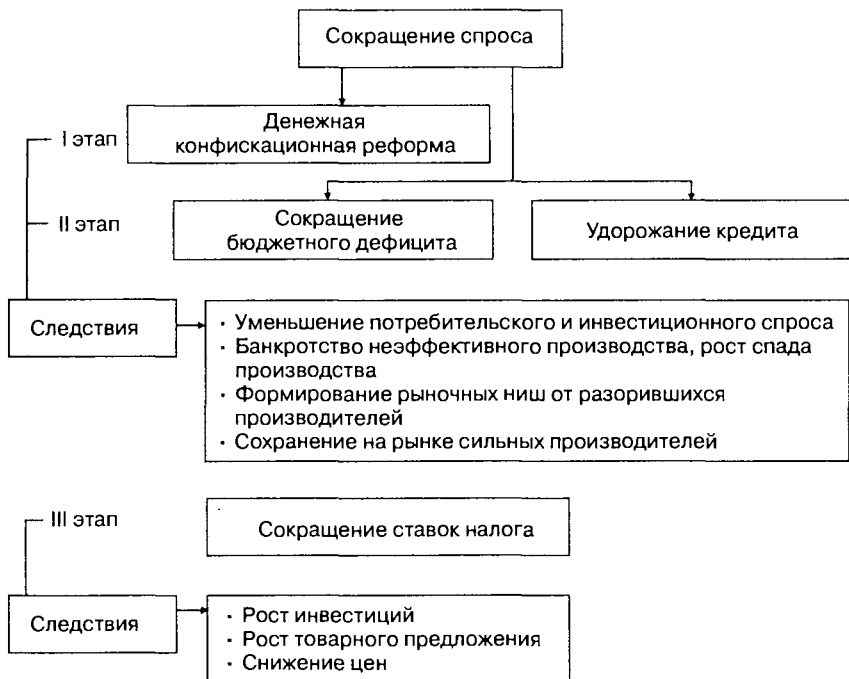 Сокращение спроса
Денежная
конфискационная реформа
I этап
Сокращение
бюджетного дефицита
Удорожание кредита
II этап
Следствия
· Уменьшение потребительского и инвестиционного спроса
· Банкротство неэффективного производства, рост спада
производства
· Формирование рыночных ниш от разорившихся
производителей
· Сохранение на рынке сильных производителей
III этап
Сокращение ставок налога
Следствия
· Рост инвестиций
· Рост товарного предложения
· Снижение цен